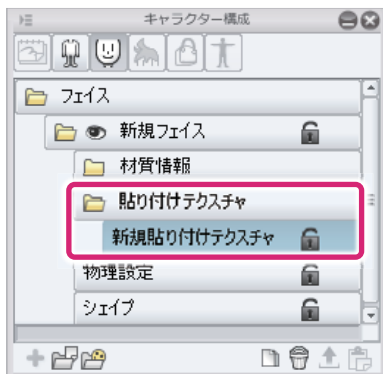 キャラクター構成
フェイス
新規フェイス
材質情報
貼り付けテクスチャ
新規貼り付けテクスチャ
物理設定
シェイプ